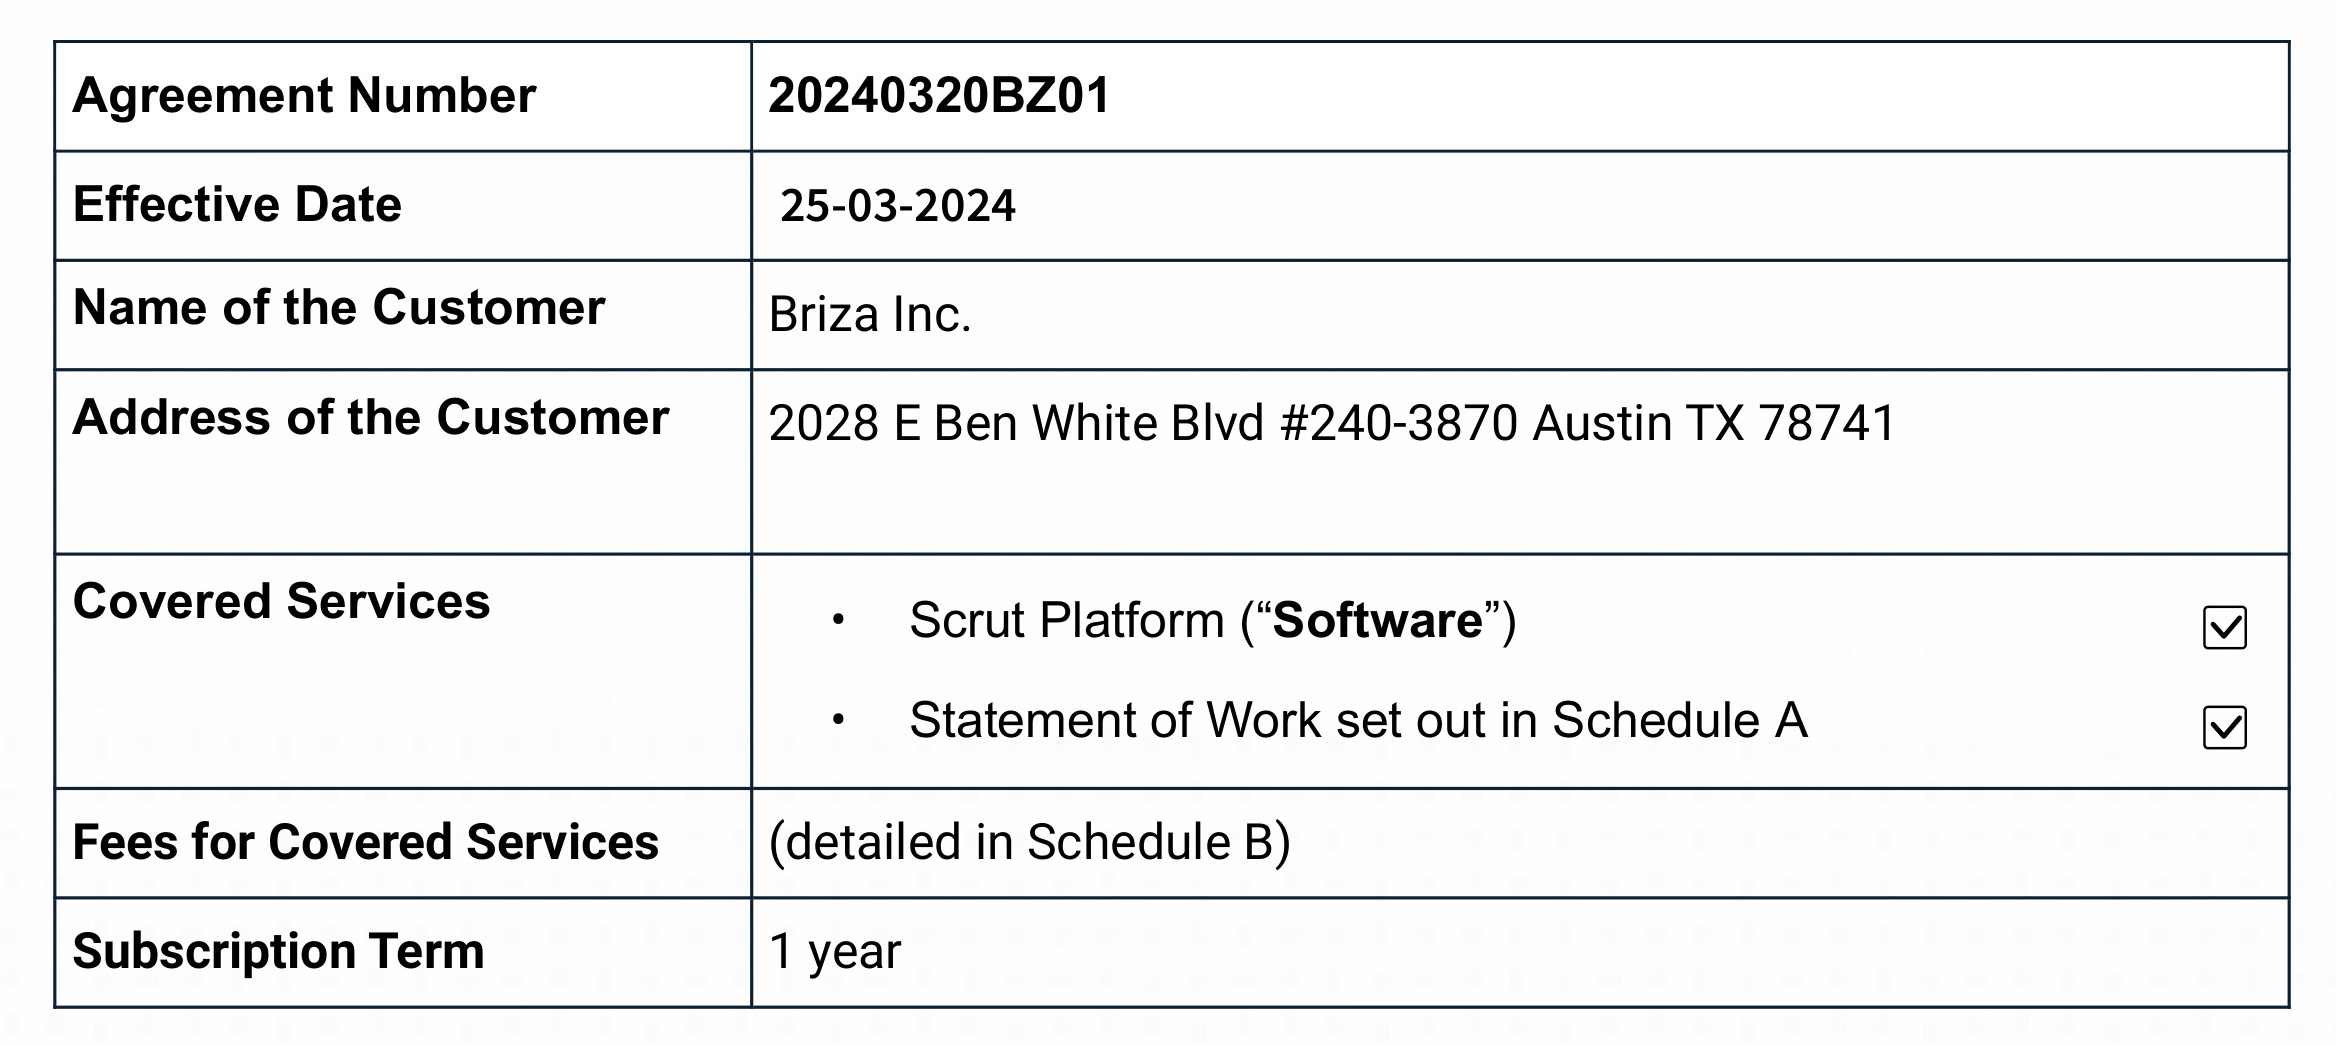 Agreement Number 20240320BZ01
Effective Date 25-03-2024
Name of the Customer Briza Inc.
Address of the Customer 2028 E Ben White Blvd #240-3870 Austin TX 78741
Covered Services • Scrut Platform (“Software”) ☑
• Statement of Work set out in Schedule A ☑
Fees for Covered Services (detailed in Schedule B)
Subscription Term 1 year